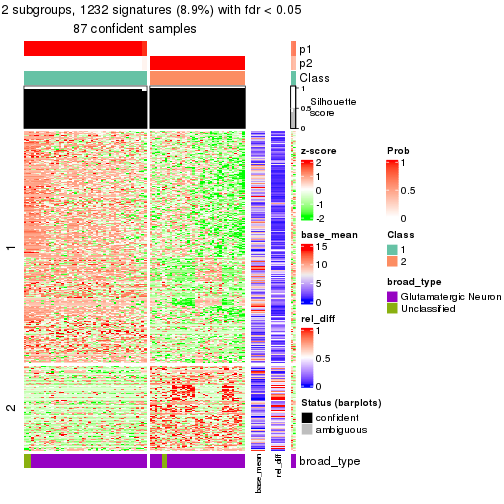 2 subgroups, 1232 signatures (8.9%) with fdr < 0.05
87 confident samples
p1
p2
Class
1
0.5
0
Silhouette
score
1
2
z-score
2
1
0
-1
-2
base_mean
15
10
5
0
rel_diff
1
0.5
0
Status (barplots)
confident
ambiguous
Prob
1
0.5
0
Class
1
2
broad_type
Glutamatergic Neuron
Unclassified
broad_type
base_mean
rel_diff